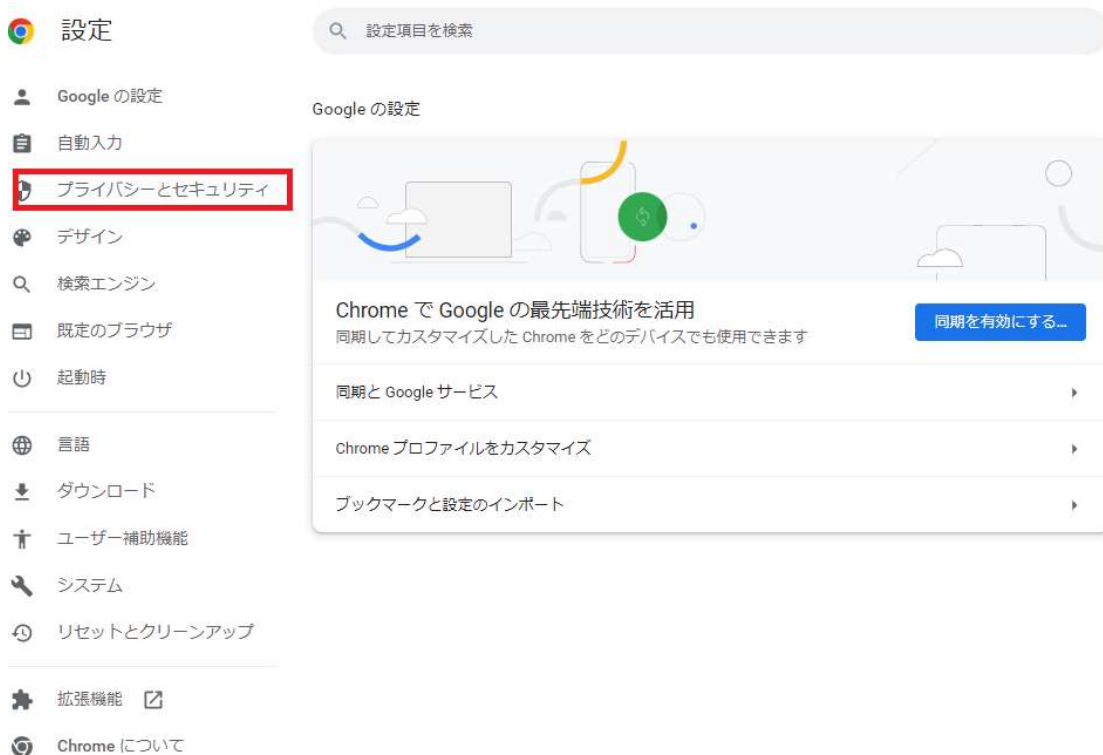 設定
設定項目を検索
Google の設定
自動入力
プライバシーとセキュリティ
デザイン
検索エンジン
既定のブラウザ
起動時
言語
ダウンロード
ユーザー補助機能
システム
リセットとクリーンアップ
拡張機能
Chrome について
Google の設定
Chrome で Google の最先端技術を活用
同期してカスタマイズした Chrome をどのデバイスでも使用できます
同期を有効にする...
同期と Google サービス
Chrome プロファイルをカスタマイズ
ブックマークと設定のインポート